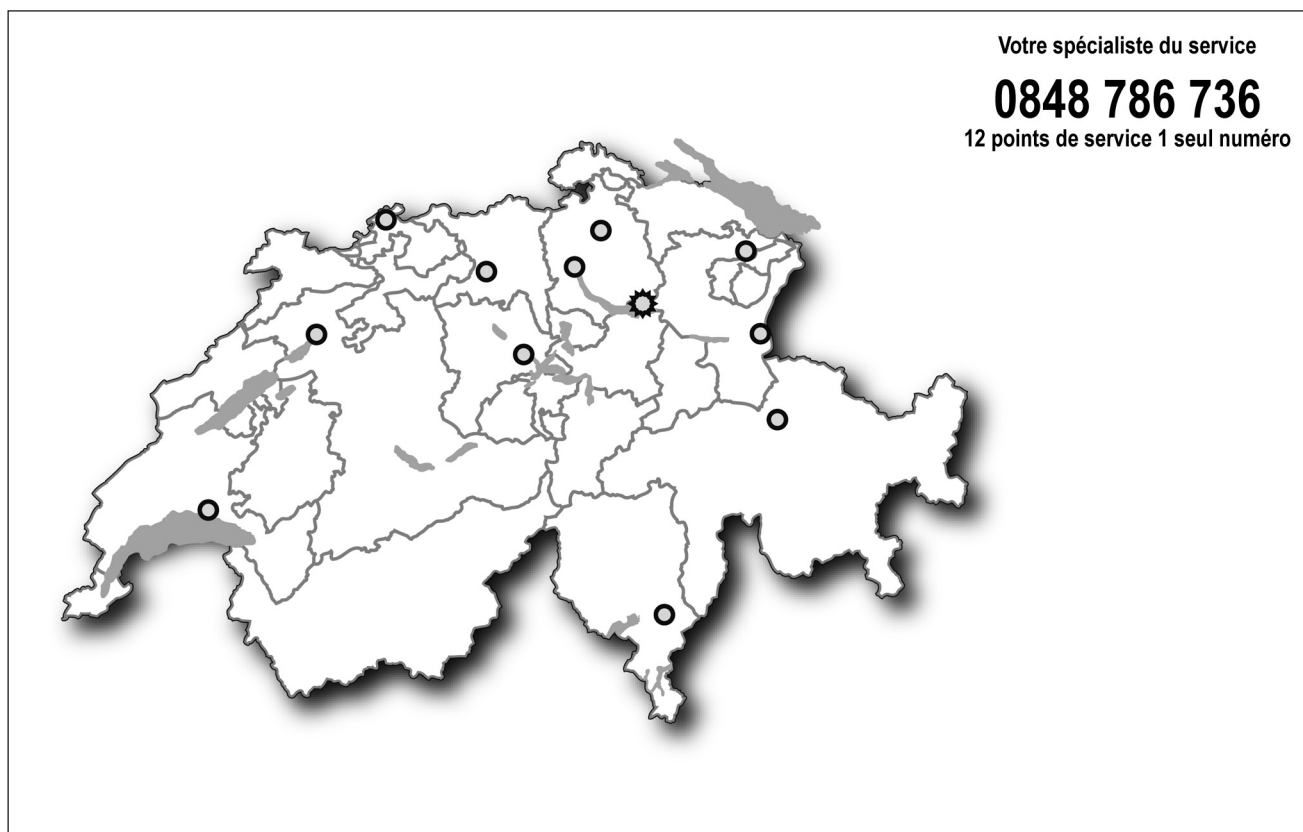 Votre spécialiste du service
0848 786 736
12 points de service 1 seul numéro